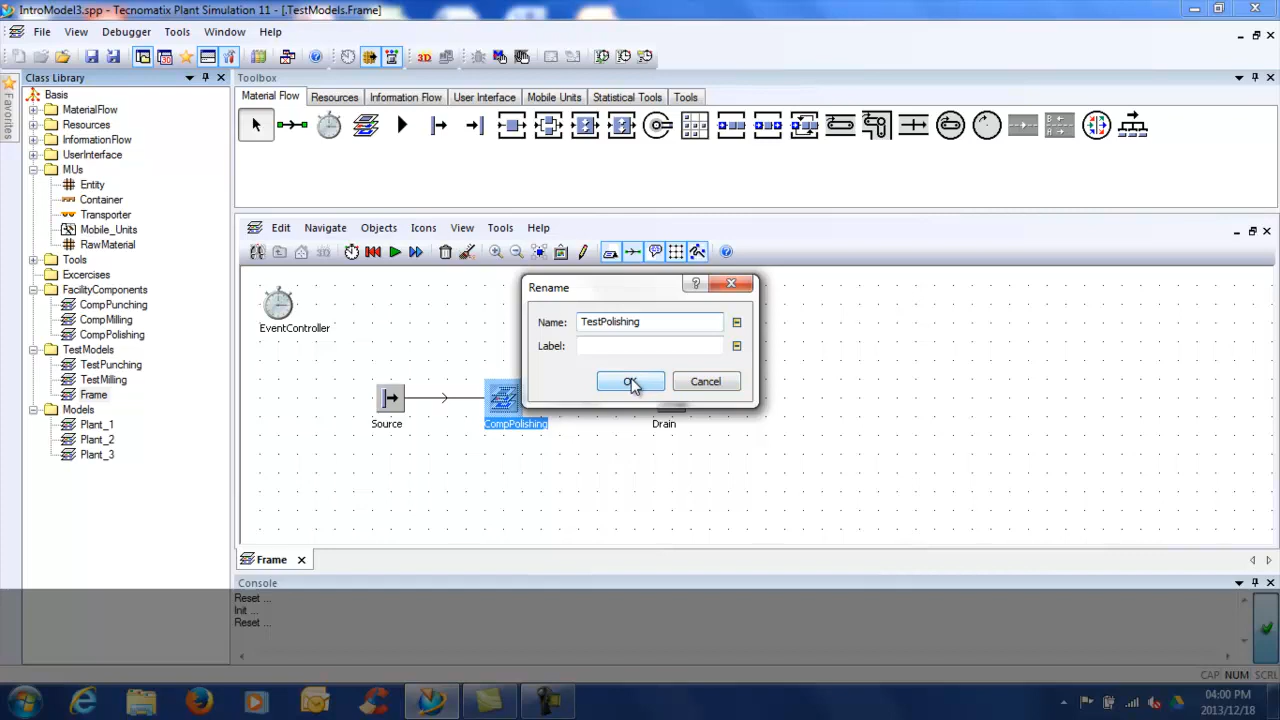 IntroModel3.spp - Tecnomatix Plant Simulation 11 - [.TestModels.Frame]
File View Debugger Tools Window Help
3D
Class Library
Toolbox
Favorites
Basis
MaterialFlow
Resources
InformationFlow
UserInterface
MUs
Entity
Container
Transporter
Mobile_Units
RawMaterial
Tools
Excercises
FacilityComponents
CompPunching
CompMilling
CompPolishing
TestModels
TestPunching
TestMilling
Frame
Models
Plant_1
Plant_2
Plant_3
Material Flow Resources Information Flow User Interface Mobile Units Statistical Tools Tools
Edit Navigate Objects Icons View Tools Help
EventController
Source
CompPolishing
Drain
Rename
Name: TestPolishing
Label:
OK Cancel
Frame
Console
Reset ...
Init ...
Reset ...
CAP NUM SCRL
04:00 PM
2013/12/18